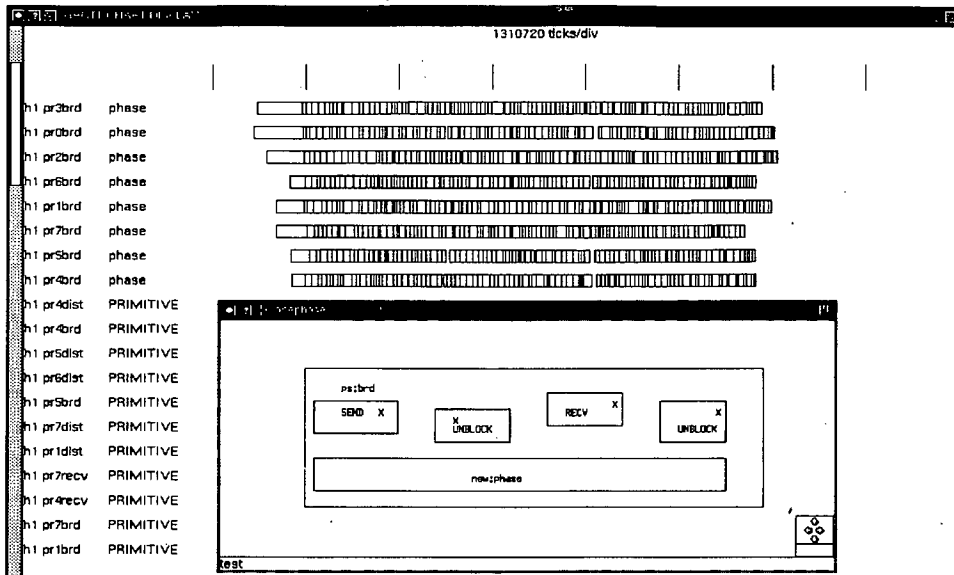 1310720 ticks/div
h1 pr3brd phase
h1 pr0brd phase
h1 pr2brd phase
h1 pr6brd phase
h1 pr1brd phase
h1 pr7brd phase
h1 pr5brd phase
h1 pr4brd phase
h1 pr4dist PRIMITIVE
h1 pr4brd PRIMITIVE
h1 pr5dist PRIMITIVE
h1 pr6dist PRIMITIVE
h1 pr5brd PRIMITIVE
h1 pr7dist PRIMITIVE
h1 pr1dist PRIMITIVE
h1 pr7recv PRIMITIVE
h1 pr4recv PRIMITIVE
h1 pr7brd PRIMITIVE
h1 pr1brd PRIMITIVE
ps:brd
SEND X
X
UNBLOCK
RECV X
X
UNBLOCK
new:phase
test